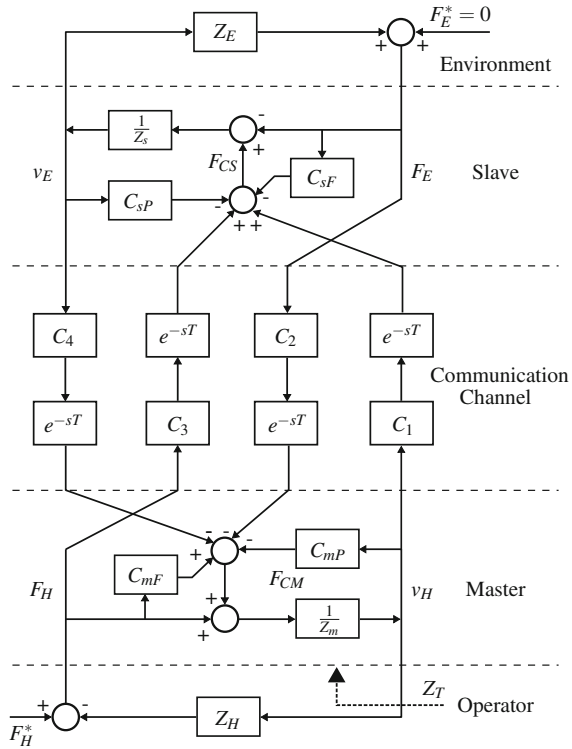 F_E^* = 0
Z_E
+ +
Environment
-
1/Z_s
+
F_CS
C_sF
v_E
F_E
Slave
C_sP
- -
+ +
C_4
e^{-sT}
C_2
e^{-sT}
Communication
Channel
e^{-sT}
C_3
e^{-sT}
C_1
- -
+ -
C_mP
C_mF
F_H
F_CM
v_H
Master
+
+
1/Z_m
Z_T
Operator
+ -
F_H^*
Z_H